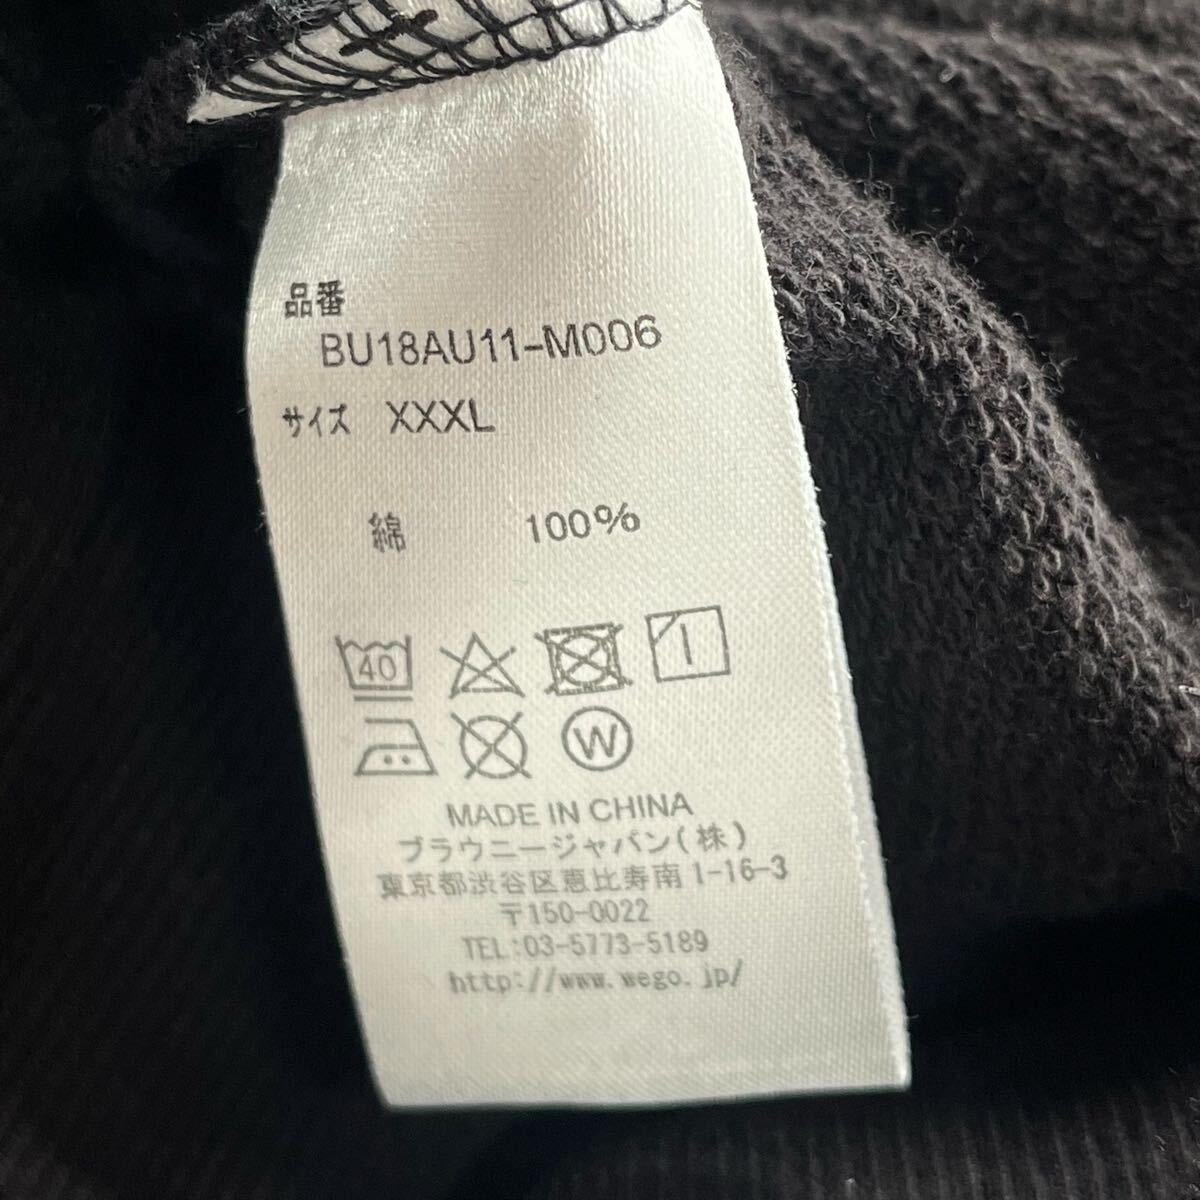 品番
BU18AU11-M006
サイズ XXXL
綿 100%
40
W
MADE IN CHINA
ブラウニージャパン(株)
東京都渋谷区恵比寿南1-16-3
〒150-0022
TEL:03-5773-5189
http://www.wego.jp/